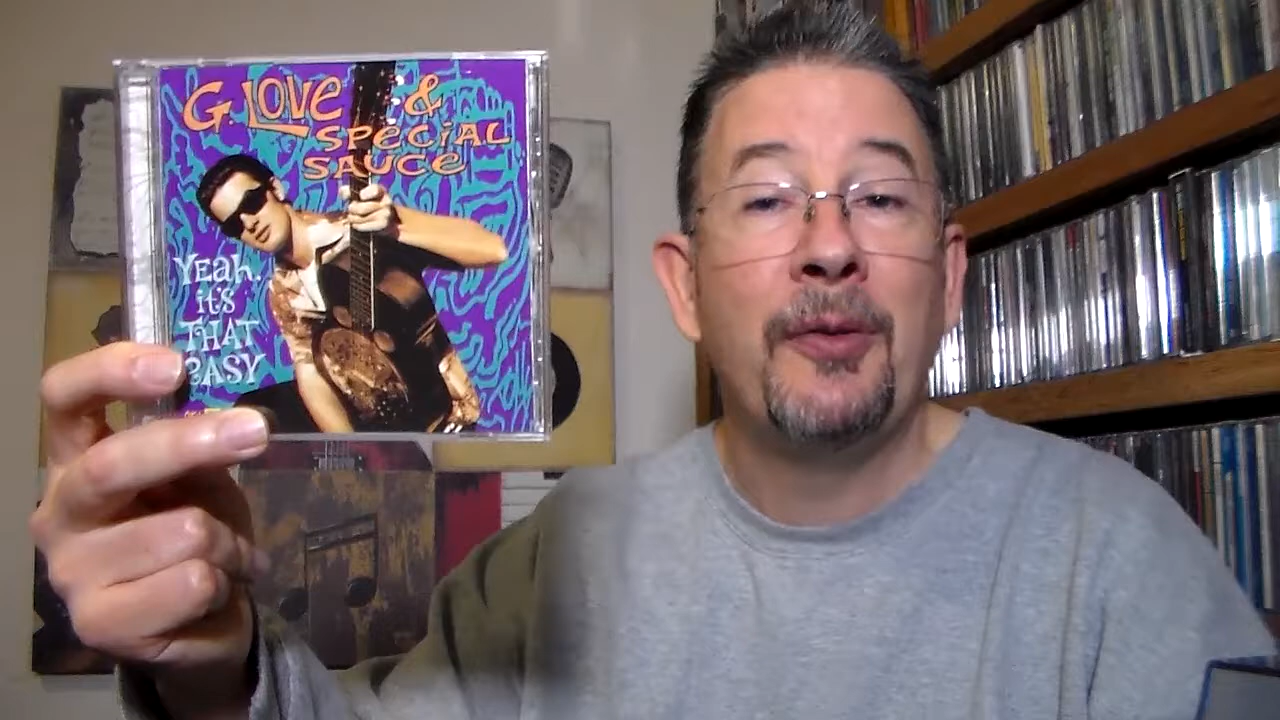 G. LOVE &
SPECIAL
SAUCE
YEah,
it's
THAT
EASY